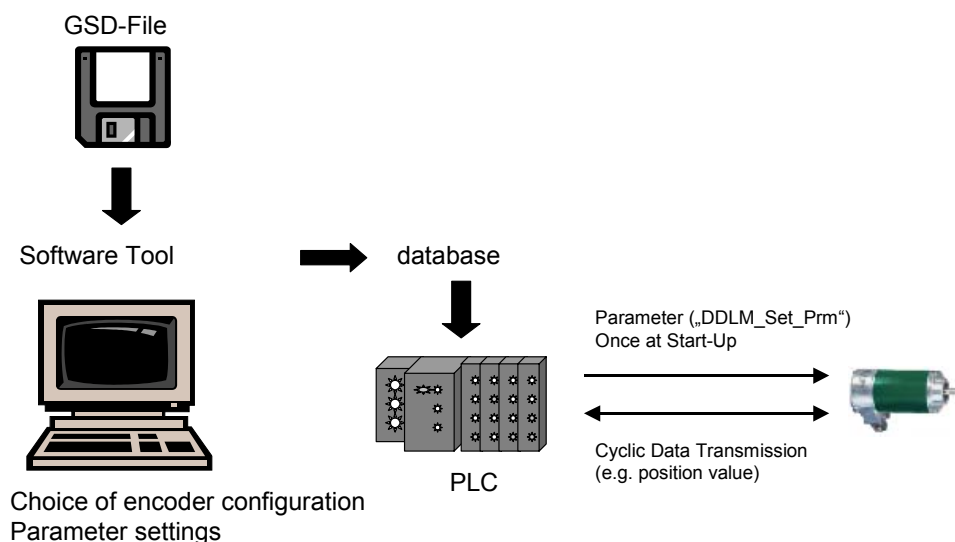 GSD-File
Software Tool
database
Parameter („DDLM_Set_Prm“)
Once at Start-Up
Cyclic Data Transmission
(e.g. position value)
PLC
Choice of encoder configuration
Parameter settings